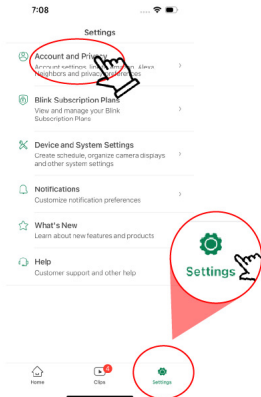 7:08
Settings
Account and Privacy
Account settings, Alexa,
Neighbors and privacy preferences
Blink Subscription Plans
View and manage your Blink
Subscription Plans
Device and System Settings
Create schedule, organize camera displays
and other system settings
Notifications
Customize notification preferences
What's New
Learn about new features and products
Help
Customer support and other help
Settings
4
Home
Clips
Settings